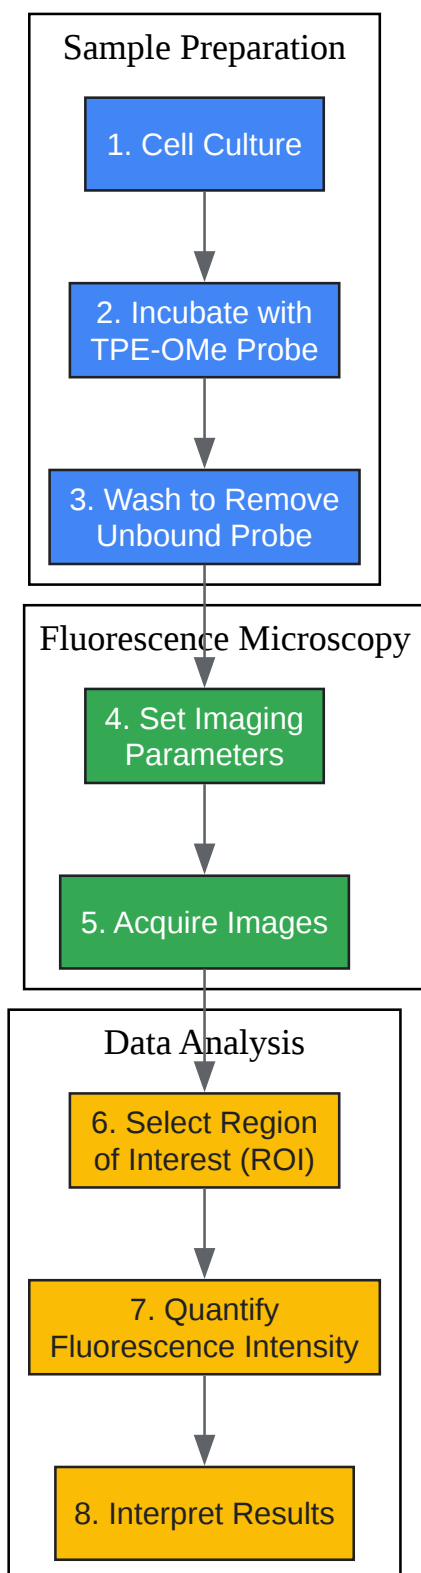 Sample Preparation
1. Cell Culture
2. Incubate with
TPE-OMe Probe
3. Wash to Remove
Unbound Probe
Fluorescence Microscopy
4. Set Imaging
Parameters
5. Acquire Images
Data Analysis
6. Select Region
of Interest (ROI)
7. Quantify
Fluorescence Intensity
8. Interpret Results